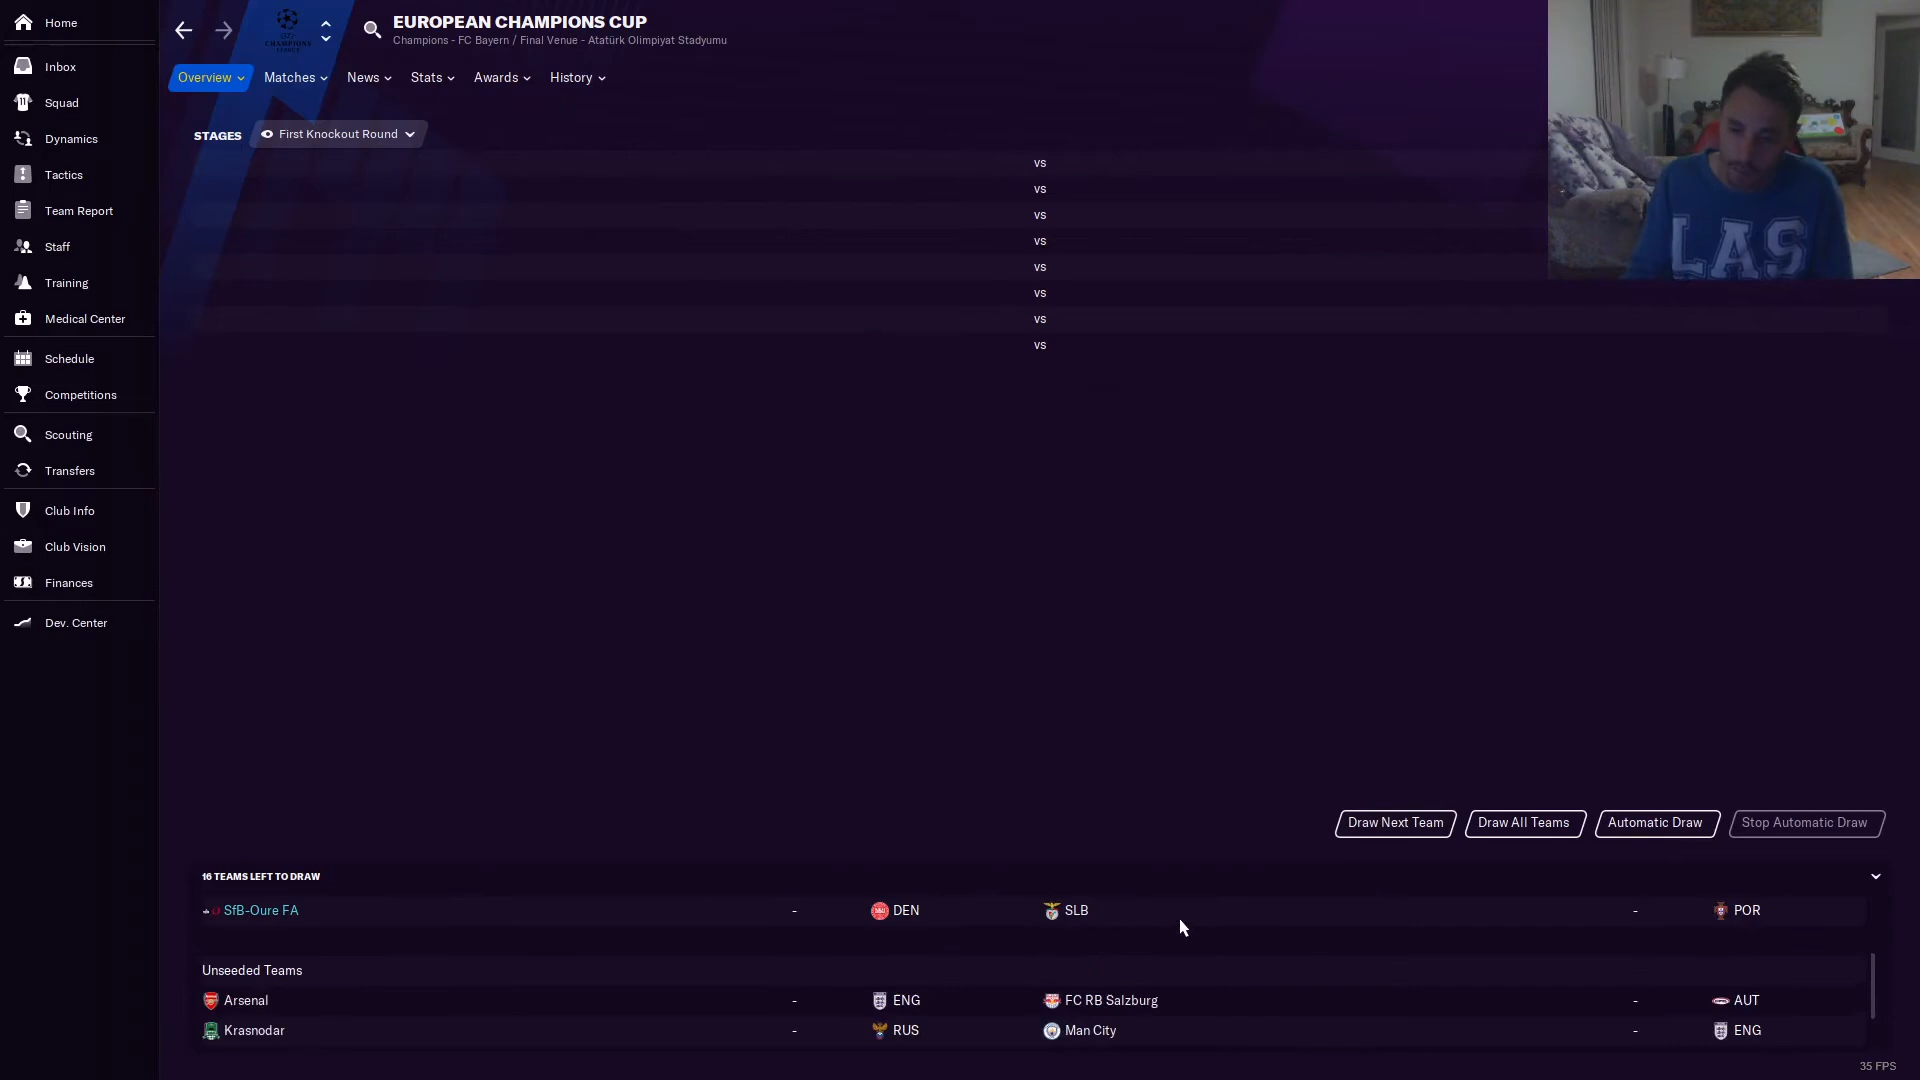 Home
Inbox
Squad
Dynamics
Tactics
Team Report
Staff
Training
Medical Center
Schedule
Competitions
Scouting
Transfers
Club Info
Club Vision
Finances
Dev. Center
EUROPEAN CHAMPIONS CUP
Champions - FC Bayern / Final Venue - Atatürk Olimpiyat Stadyumu
CHAMPIONS
Overview Matches News Stats Awards History
STAGES First Knockout Round
vs
vs
vs
vs
vs
vs
vs
vs
LAS
Draw Next Team Draw All Teams Automatic Draw Stop Automatic Draw
16 TEAMS LEFT TO DRAW
SfB-Oure FA - DEN SLB - POR
Unseeded Teams
Arsenal - ENG FC RB Salzburg - AUT
Krasnodar - RUS Man City - ENG
35 FPS